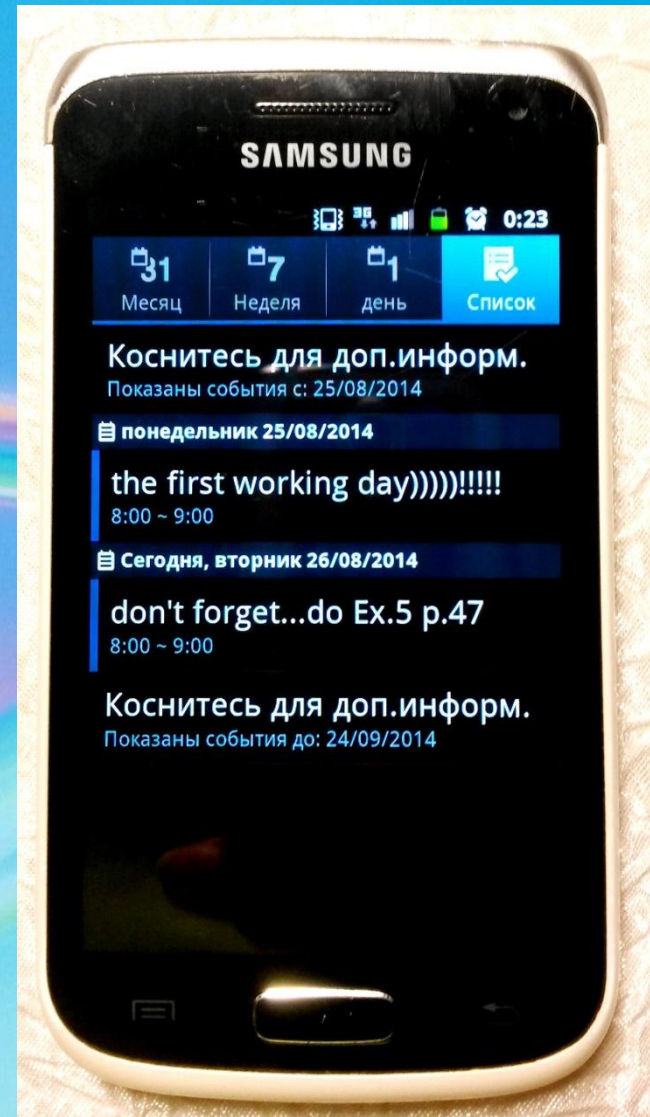 SAMSUNG
3G 0:23
31 7 1
Месяц Неделя день Список
Коснитесь для доп.информ.
Показаны события с: 25/08/2014
понедельник 25/08/2014
the first working day)))))!!!!!
8:00 ~ 9:00
Сегодня, вторник 26/08/2014
don't forget...do Ex.5 p.47
8:00 ~ 9:00
Коснитесь для доп.информ.
Показаны события до: 24/09/2014